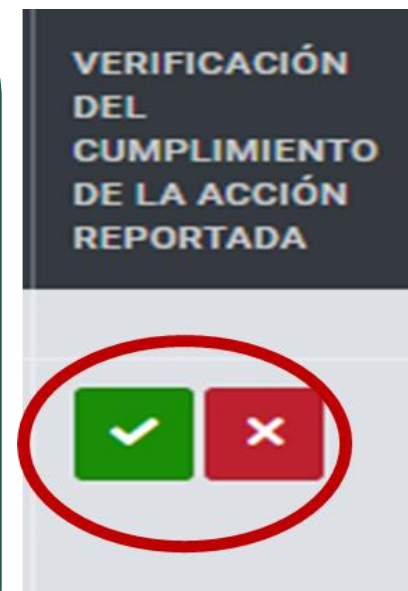 VERIFICACIÓN
DEL
CUMPLIMIENTO
DE LA ACCIÓN
REPORTADA